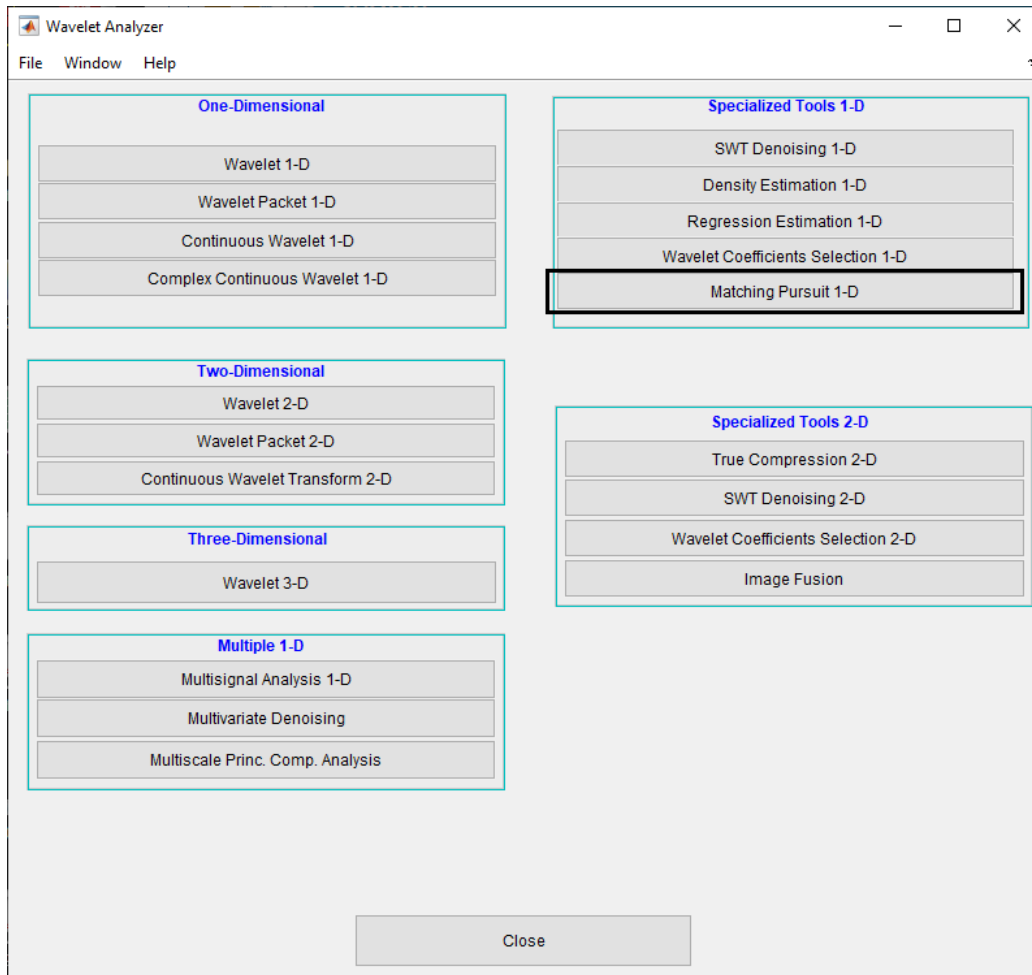 Wavelet Analyzer
File Window Help
One-Dimensional
Wavelet 1-D
Wavelet Packet 1-D
Continuous Wavelet 1-D
Complex Continuous Wavelet 1-D
Two-Dimensional
Wavelet 2-D
Wavelet Packet 2-D
Continuous Wavelet Transform 2-D
Three-Dimensional
Wavelet 3-D
Multiple 1-D
Multisignal Analysis 1-D
Multivariate Denoising
Multiscale Princ. Comp. Analysis
Specialized Tools 1-D
SWT Denoising 1-D
Density Estimation 1-D
Regression Estimation 1-D
Wavelet Coefficients Selection 1-D
Matching Pursuit 1-D
Specialized Tools 2-D
True Compression 2-D
SWT Denoising 2-D
Wavelet Coefficients Selection 2-D
Image Fusion
Close